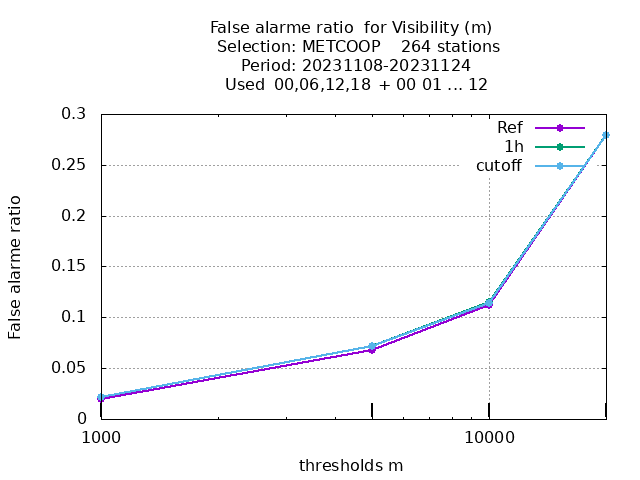 False alarme ratio  for Visibility (m)
Selection: METCOOP    264 stations
Period: 20231108-20231124
Used  00,06,12,18  + 00 01 ... 12
Ref
1h
cutoff
False alarme ratio
0.3
0.25
0.2
0.15
0.1
0.05
0
1000
10000
thresholds m